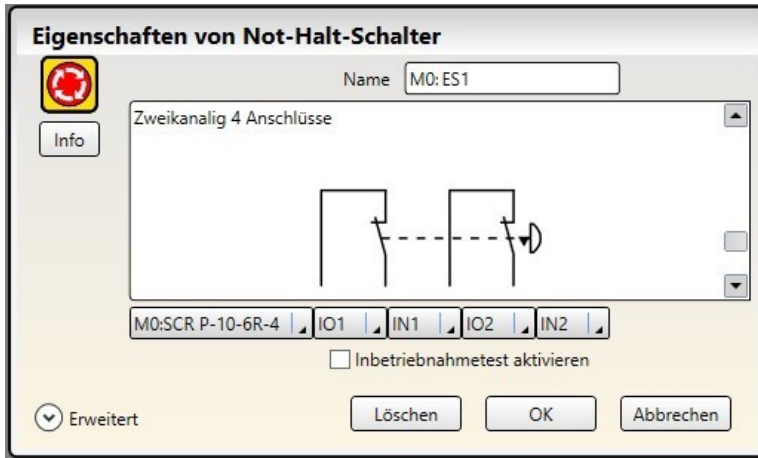 Eigenschaften von Not-Halt-Schalter
Name M0: ES1
Info
Zweikanalig 4 Anschlüsse
M0:SCR P-10-6R-4 IO1 IN1 IO2 IN2
Inbetriebnahmetest aktivieren
Erweitert Löschen OK Abbrechen